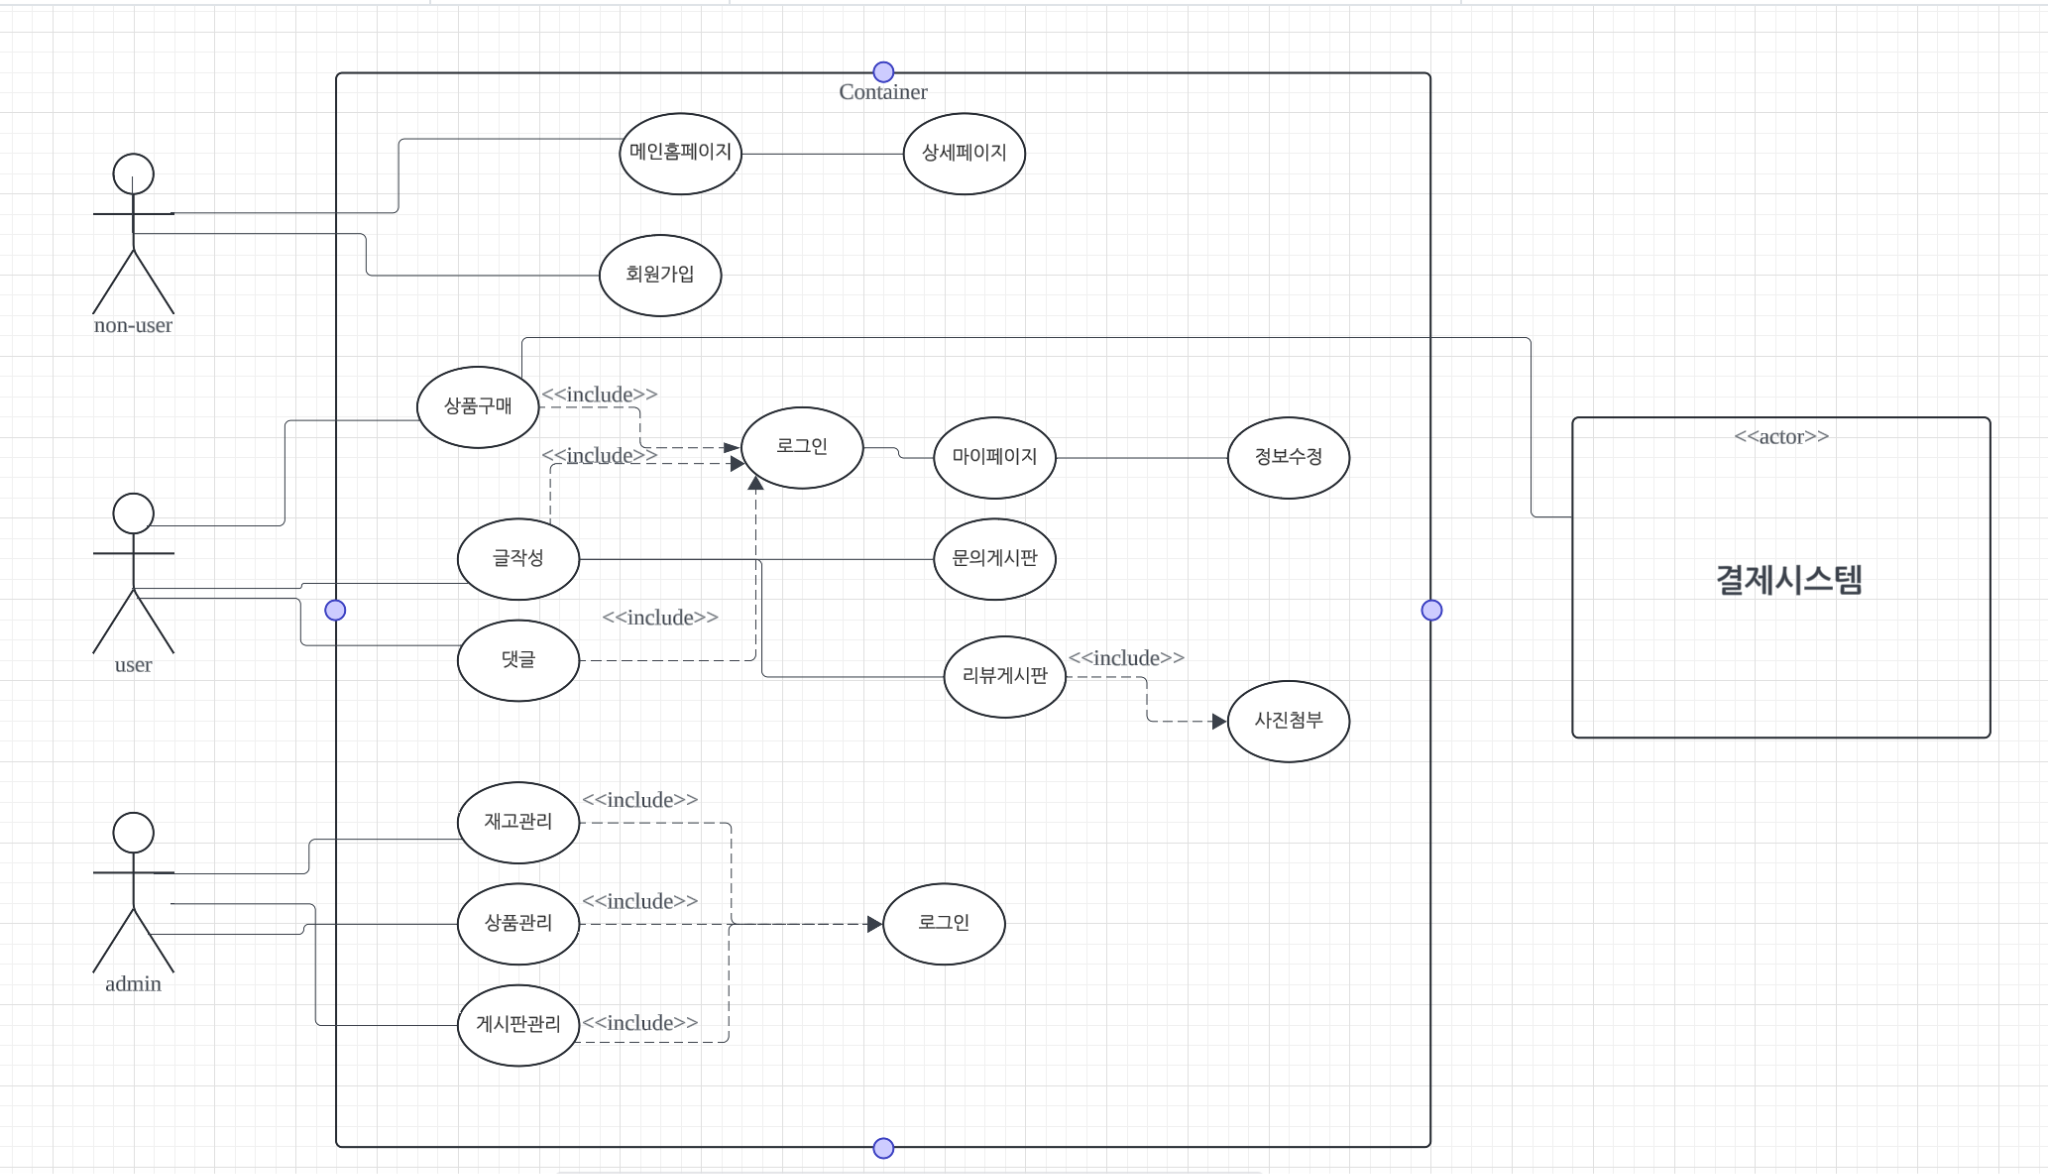 Container
메인홈페이지
상세페이지
non-user
회원가입
상품구매
<<include>>
로그인
<<include>>
마이페이지
정보수정
<<actor>>
결제시스템
user
글작성
문의게시판
<<include>>
댓글
리뷰게시판
<<include>>
사진첨부
admin
재고관리
<<include>>
상품관리
<<include>>
로그인
게시판관리
<<include>>